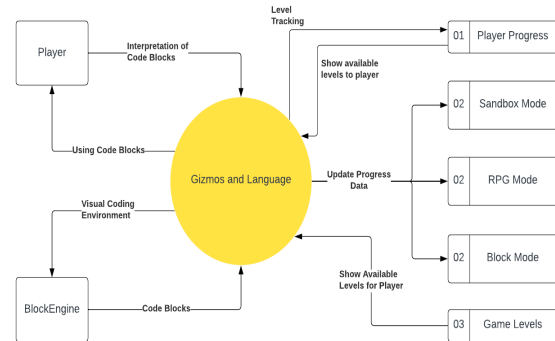 Level
Tracking
Player
Interpretation of
Code Blocks
01 Player Progress
Show available
levels to player
02 Sandbox Mode
Using Code Blocks
Gizmos and Language
Update Progress
Data
02 RPG Mode
Visual Coding
Environment
02 Block Mode
Show Available
Levels for Player
BlockEngine
Code Blocks
03 Game Levels